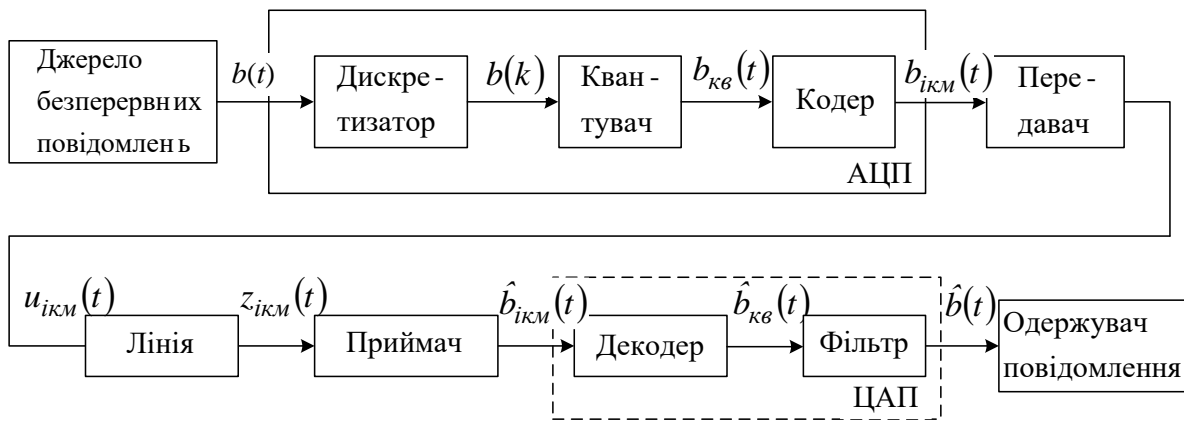 Джерело
безперервних
повідомлень
b(t)
Дискре-
тизатор
b(k)
Кван-
тувач
b_кв(t)
Кодер
b_ікм(t)
Пере-
давач
АЦП
u_ікм(t)
Лінія
z_ікм(t)
Приймач
b̂_ікм(t)
Декодер
b̂_кв(t)
Фільтр
b̂(t)
Одержувач
повідомлення
ЦАП